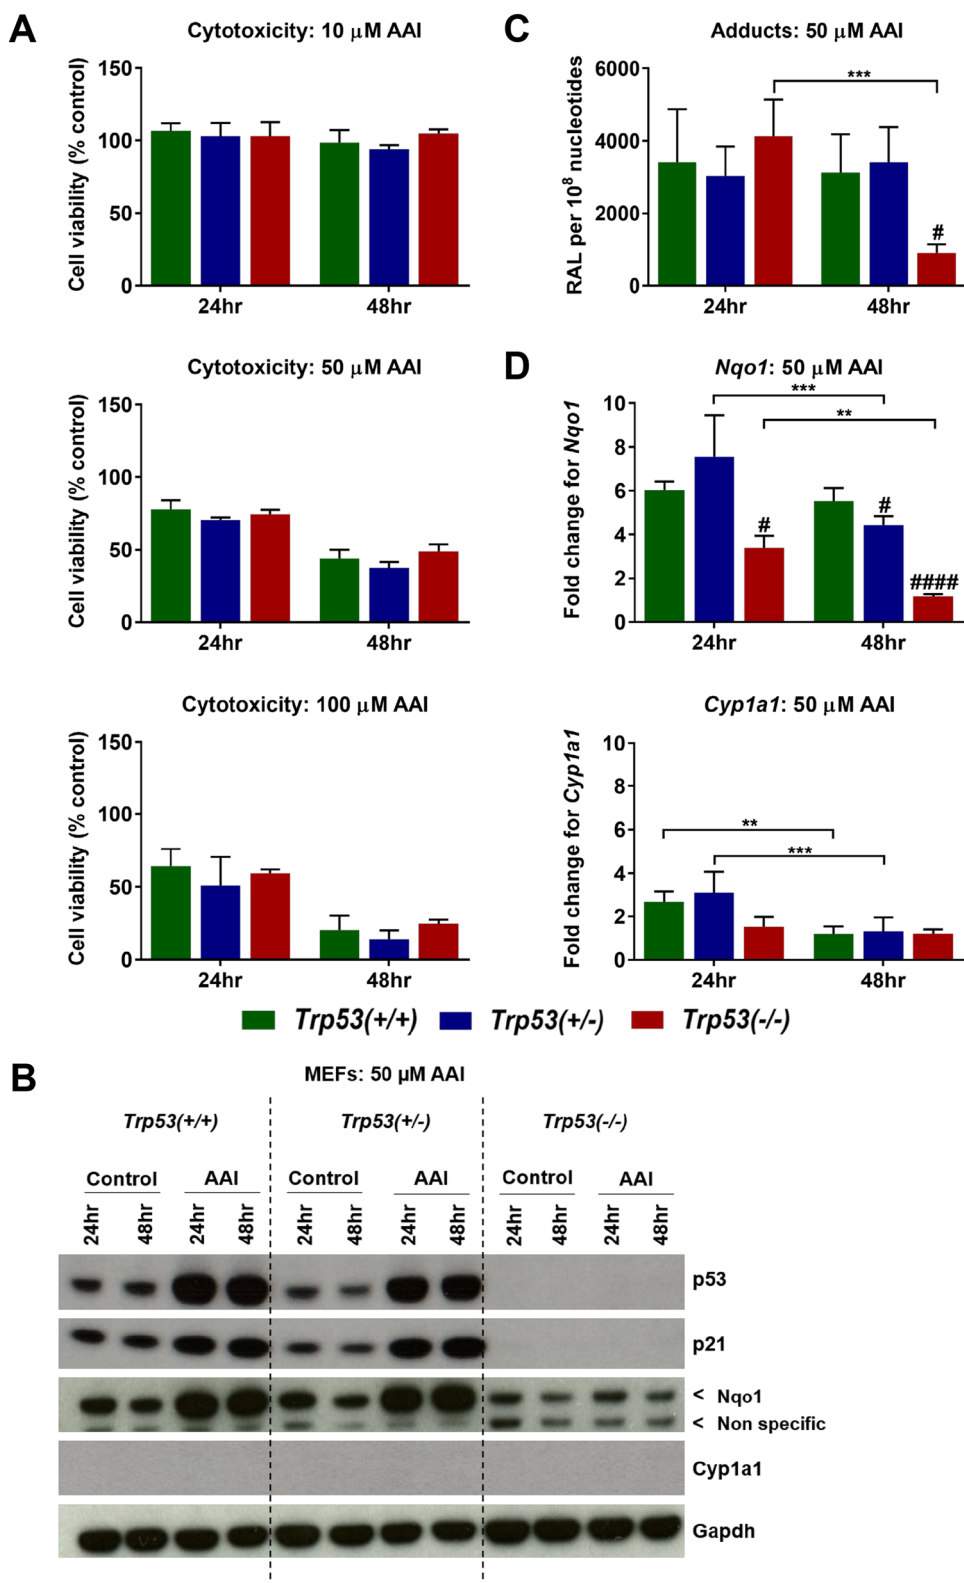 A
Cytotoxicity: 10 μM AAI
Cell viability (% control)
150
100
50
0
24hr 48hr
Cytotoxicity: 50 μM AAI
Cell viability (% control)
150
100
50
0
24hr 48hr
Cytotoxicity: 100 μM AAI
Cell viability (% control)
150
100
50
0
24hr 48hr
C
Adducts: 50 μM AAI
RAL per 10⁸ nucleotides
6000
4000
2000
0
***
#
24hr 48hr
D
Nqo1: 50 μM AAI
Fold change for Nqo1
10
8
6
4
2
0
***
**
#
#
####
24hr 48hr
Cyp1a1: 50 μM AAI
Fold change for Cyp1a1
10
8
6
4
2
0
**
***
24hr 48hr
Trp53(+/+) Trp53(+/-) Trp53(-/-)
B
MEFs: 50 μM AAI
Trp53(+/+) Trp53(+/-) Trp53(-/-)
Control AAI Control AAI Control AAI
24hr 48hr 24hr 48hr 24hr 48hr 24hr 48hr 24hr 48hr 24hr 48hr
p53
p21
< Nqo1
< Non specific
Cyp1a1
Gapdh